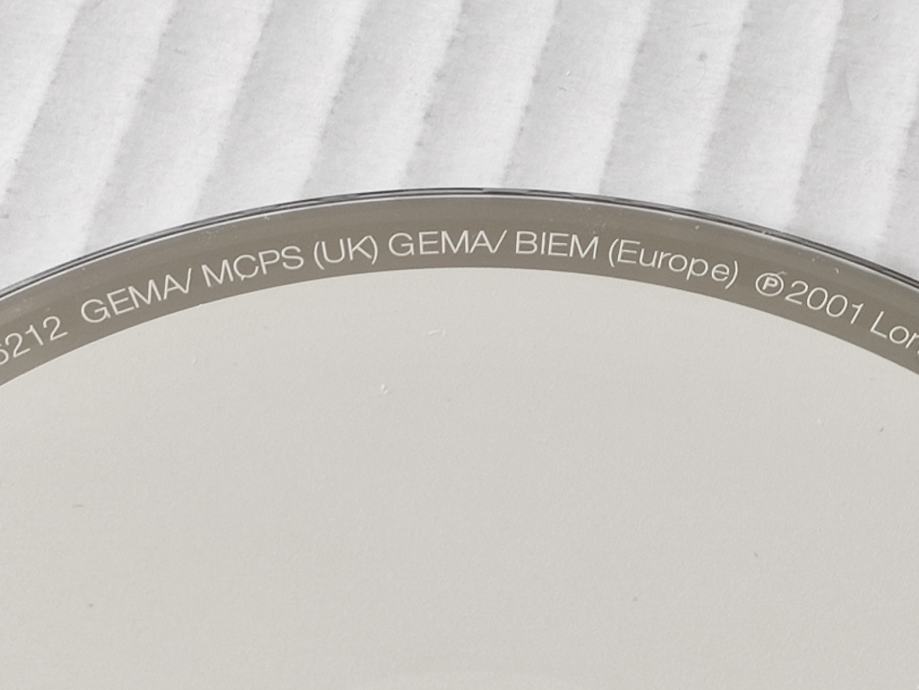 5212 GEMA/ MCPS (UK) GEMA/ BIEM (Europe) ℗ 2001